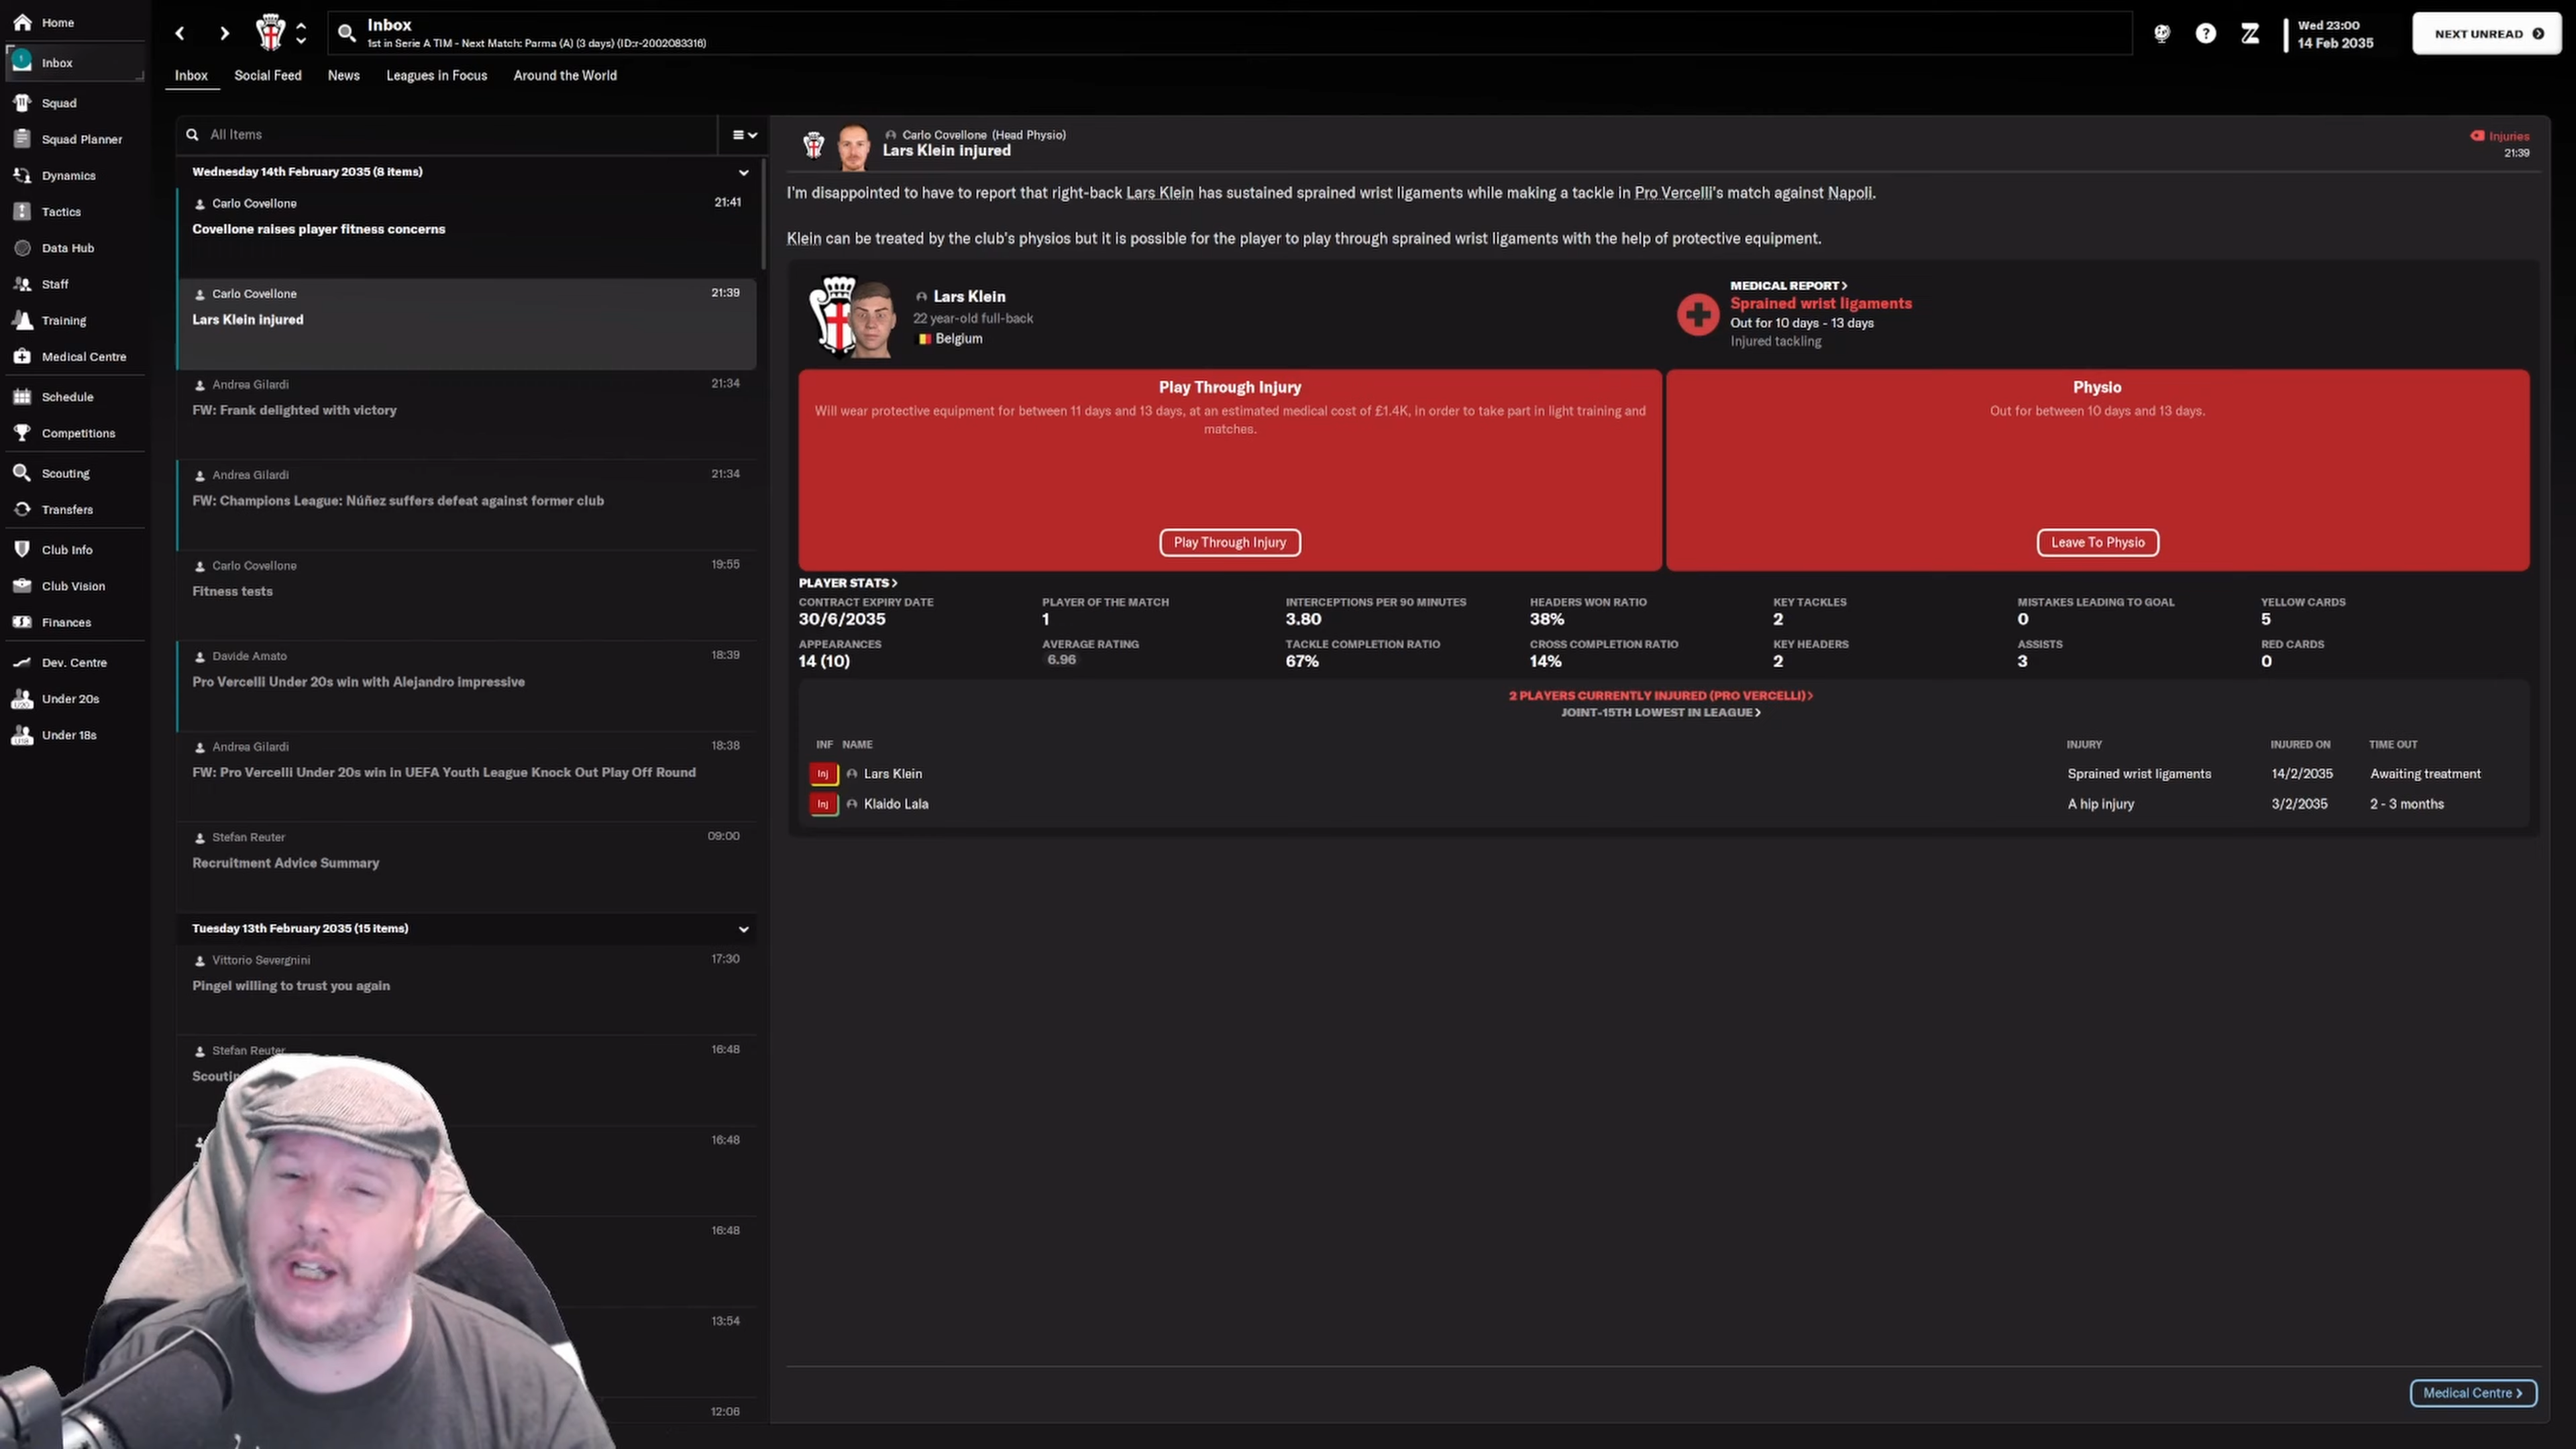 Home
Inbox
Squad
Squad Planner
Dynamics
Tactics
Data Hub
Staff
Training
Medical Centre
Schedule
Competitions
Scouting
Transfers
Club Info
Club Vision
Finances
Dev. Centre
Under 20s
Under 18s
Inbox
1st in Serie A TIM - Next Match: Parma (A) (3 days) (ID:r-2002083316)
Wed 23:00
14 Feb 2035
NEXT UNREAD
Inbox Social Feed News Leagues in Focus Around the World
All Items
Wednesday 14th February 2035 (8 items)
Carlo Covellone 21:41
Covellone raises player fitness concerns
Carlo Covellone 21:39
Lars Klein injured
Andrea Gilardi 21:34
FW: Frank delighted with victory
Andrea Gilardi 21:34
FW: Champions League: Núñez suffers defeat against former club
Carlo Covellone 19:55
Fitness tests
Davide Amato 18:39
Pro Vercelli Under 20s win with Alejandro impressive
Andrea Gilardi 18:38
FW: Pro Vercelli Under 20s win in UEFA Youth League Knock Out Play Off Round
Stefan Reuter 09:00
Recruitment Advice Summary
Tuesday 13th February 2035 (15 items)
Vittorio Severgnini 17:30
Pingel willing to trust you again
Stefan Reuter 16:48
16:48
16:48
13:54
12:06
Carlo Covellone (Head Physio)
Lars Klein injured
Injuries
21:39
I'm disappointed to have to report that right-back Lars Klein has sustained sprained wrist ligaments while making a tackle in Pro Vercelli's match against Napoli.
Klein can be treated by the club's physios but it is possible for the player to play through sprained wrist ligaments with the help of protective equipment.
Lars Klein
22 year-old full-back
Belgium
MEDICAL REPORT >
Sprained wrist ligaments
Out for 10 days - 13 days
Injured tackling
Play Through Injury
Will wear protective equipment for between 11 days and 13 days, at an estimated medical cost of £1.4K, in order to take part in light training and
matches.
Play Through Injury
Physio
Out for between 10 days and 13 days.
Leave To Physio
PLAYER STATS >
CONTRACT EXPIRY DATE PLAYER OF THE MATCH INTERCEPTIONS PER 90 MINUTES HEADERS WON RATIO KEY TACKLES MISTAKES LEADING TO GOAL YELLOW CARDS
30/6/2035 1 3.80 38% 2 0 5
APPEARANCES AVERAGE RATING TACKLE COMPLETION RATIO CROSS COMPLETION RATIO KEY HEADERS ASSISTS RED CARDS
14 (10) 6.96 67% 14% 2 3 0
2 PLAYERS CURRENTLY INJURED (PRO VERCELLI) >
JOINT-15TH LOWEST IN LEAGUE >
INF NAME INJURY INJURED ON TIME OUT
Inj Lars Klein Sprained wrist ligaments 14/2/2035 Awaiting treatment
Inj Klaido Lala A hip injury 3/2/2035 2 - 3 months
Medical Centre >